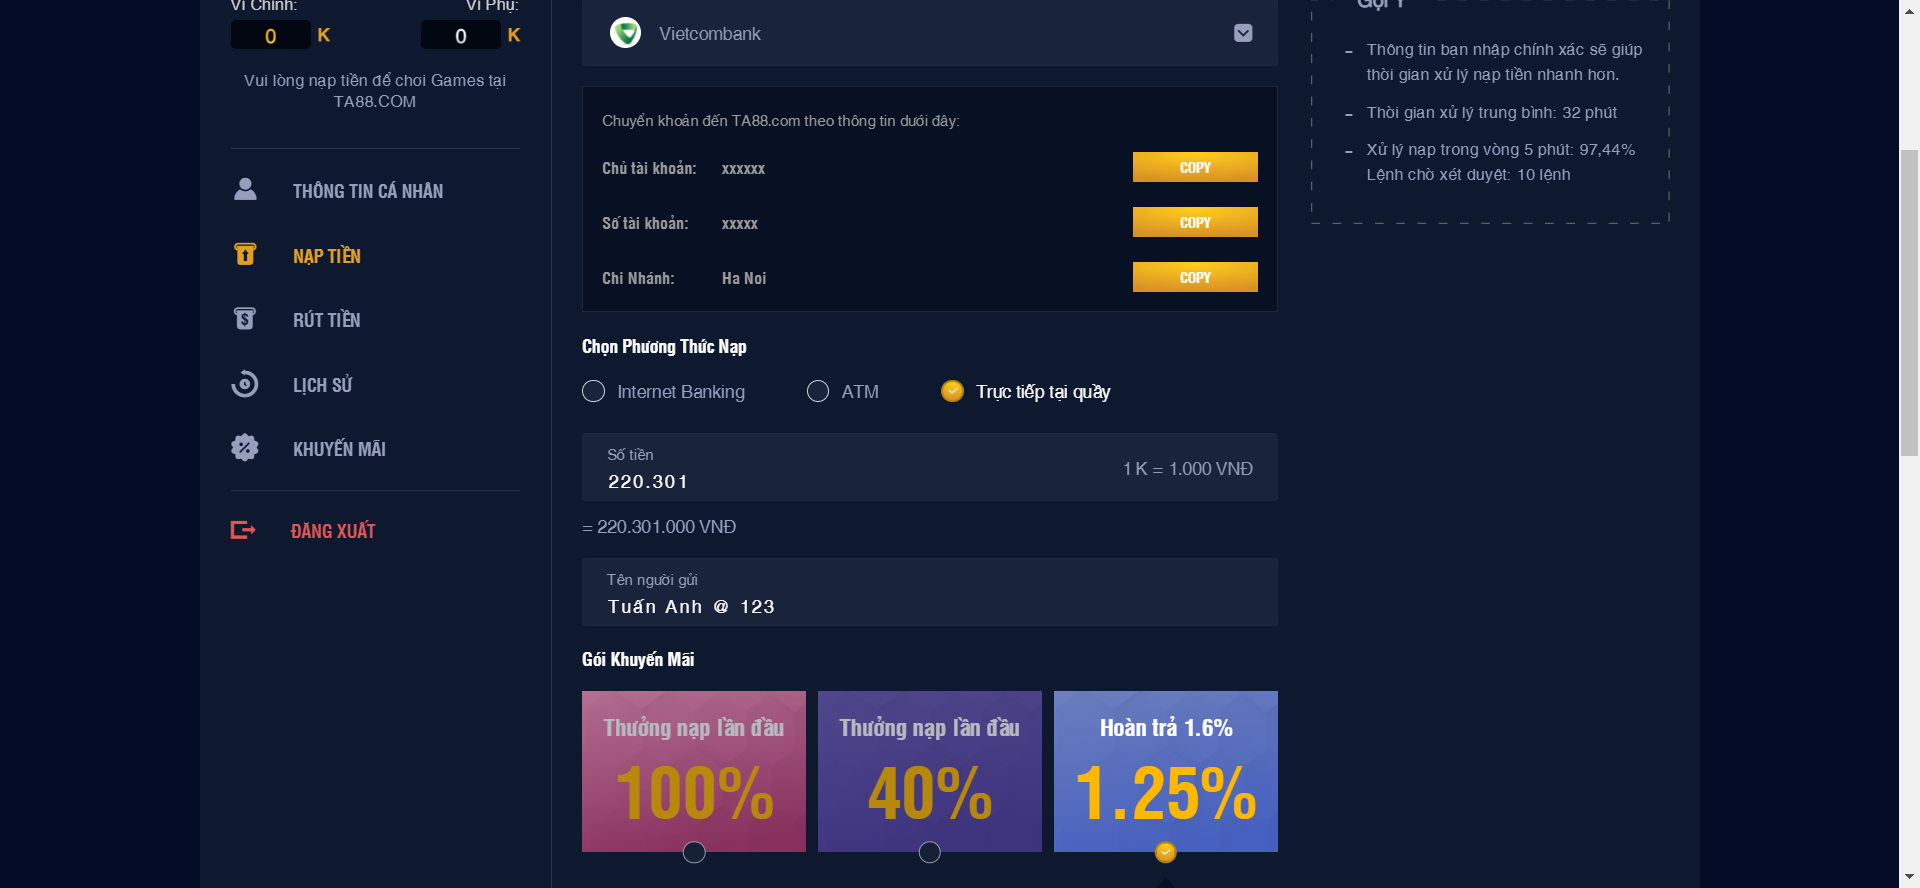 Ví Chính:
Ví Phụ:
0 K
0 K
Vui lòng nạp tiền để chơi Games tại
TA88.COM
THÔNG TIN CÁ NHÂN
NẠP TIỀN
RÚT TIỀN
LỊCH SỬ
KHUYẾN MÃI
ĐĂNG XUẤT
Vietcombank
Chuyển khoản đến TA88.com theo thông tin dưới đây:
Chủ tài khoản: xxxxxx COPY
Số tài khoản: xxxxx COPY
Chi Nhánh: Ha Noi COPY
Chọn Phương Thức Nạp
Internet Banking
ATM
Trực tiếp tại quầy
Số tiền
220.301
1 K = 1.000 VNĐ
= 220.301.000 VNĐ
Tên người gửi
Tuấn Anh @ 123
Gói Khuyến Mãi
Thưởng nạp lần đầu
100%
Thưởng nạp lần đầu
40%
Hoàn trả 1.6%
1.25%
Gợi Ý
- Thông tin bạn nhập chính xác sẽ giúp
thời gian xử lý nạp tiền nhanh hơn.
- Thời gian xử lý trung bình: 32 phút
- Xử lý nạp trong vòng 5 phút: 97,44%
Lệnh chờ xét duyệt: 10 lệnh